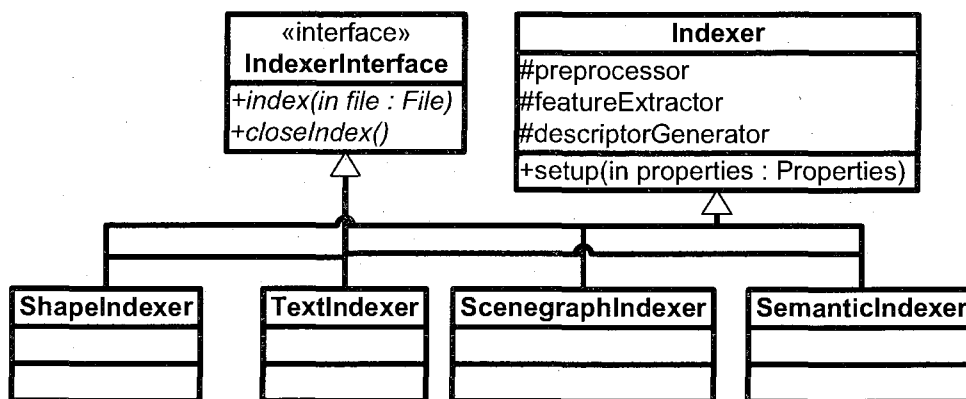 «interface»
IndexerInterface
+index(in file : File)
+closeIndex()
Indexer
#preprocessor
#featureExtractor
#descriptorGenerator
+setup(in properties : Properties)
ShapeIndexer
TextIndexer
ScenegraphIndexer
SemanticIndexer